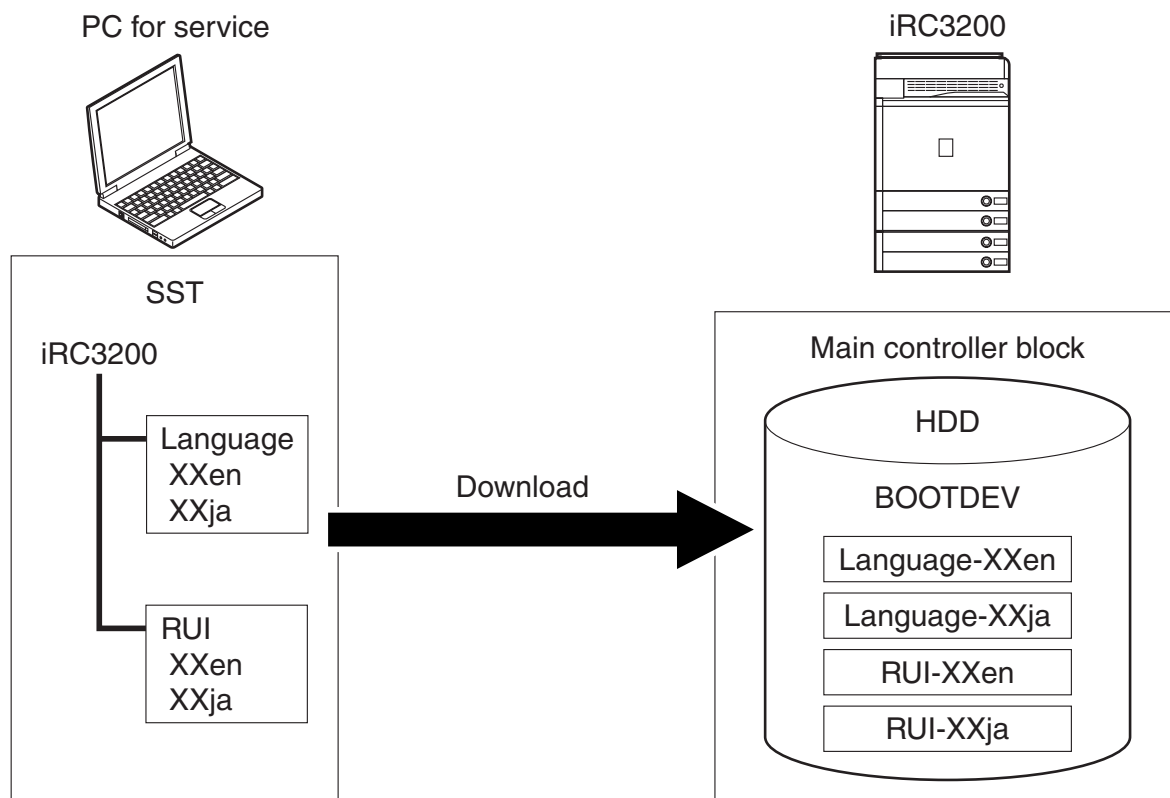 PC for service
iRC3200
SST
iRC3200
Language
XXen
XXja
RUI
XXen
XXja
Download
Main controller block
HDD
BOOTDEV
Language-XXen
Language-XXja
RUI-XXen
RUI-XXja